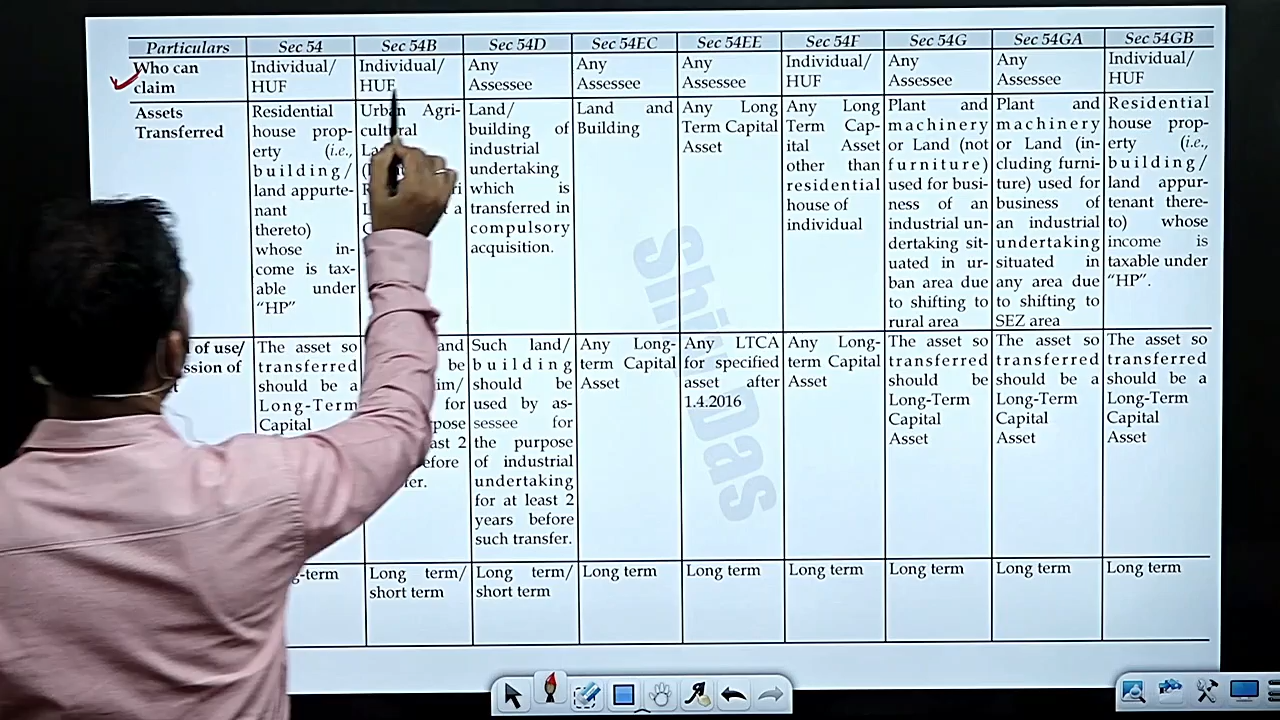 Particulars Sec 54 Sec 54B Sec 54D Sec 54EC Sec 54EE Sec 54F Sec 54G Sec 54GA Sec 54GB
Who can
claim
Individual/
HUF
Individual/
HUF
Any
Assessee
Any
Assessee
Any
Assessee
Individual/
HUF
Any
Assessee
Any
Assessee
Individual/
HUF
Assets
Transferred
Residential
house prop-
erty (i.e.,
building/
land appurte-
nant
thereto)
whose in-
come is tax-
able under
“HP”
Urban Agri-
cultural
Land/
building of
industrial
undertaking
which is
transferred in
compulsory
acquisition.
Land and
Building
Any Long
Term Capital
Asset
Any Long
Term Cap-
ital Asset
other than
residential
house of
individual
Plant and
machinery
or Land (not
furniture)
used for busi-
ness of an
industrial un-
dertaking sit-
uated in ur-
ban area due
to shifting to
rural area
Plant and
machinery
or Land (in-
cluding furni-
ture) used for
business of
an industrial
undertaking
situated in
any area due
to shifting to
SEZ area
Residential
house prop-
erty (i.e.,
building/
land appur-
tenant there-
to) whose
income is
taxable under
“HP”.
of use/
of
The asset so
transferred
should be a
Long-Term
Capital
be
for
2
Such land/
building
should be
used by as-
sessee for
the purpose
of industrial
undertaking
for at least 2
years before
such transfer.
Any Long-
term Capital
Asset
Any LTCA
for specified
asset after
1.4.2016
Any Long-
term Capital
Asset
The asset so
transferred
should be
Long-Term
Capital
Asset
The asset so
transferred
should be a
Long-Term
Capital
Asset
The asset so
transferred
should be a
Long-Term
Capital
Asset
Long term/
short term
Long term/
short term
Long term
Long term
Long term
Long term
Long term
Long term